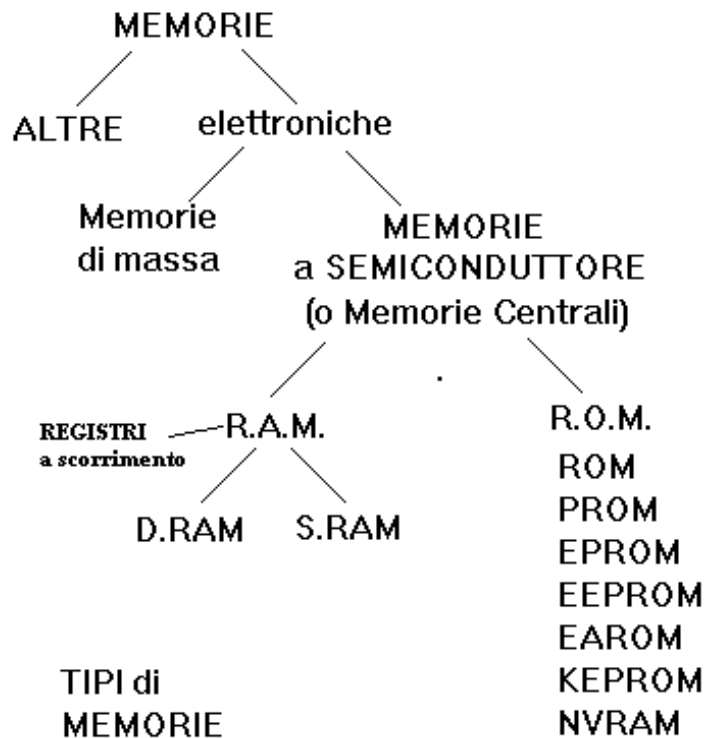 MEMORIE
ALTRE
elettroniche
Memorie
di massa
MEMORIE
a SEMICONDUTTORE
(o Memorie Centrali)
REGISTRI
a scorrimento
R.A.M.
D.RAM
S.RAM
R.O.M.
ROM
PROM
EPROM
EEPROM
EAROM
KEPROM
NVRAM
TIPI di
MEMORIE